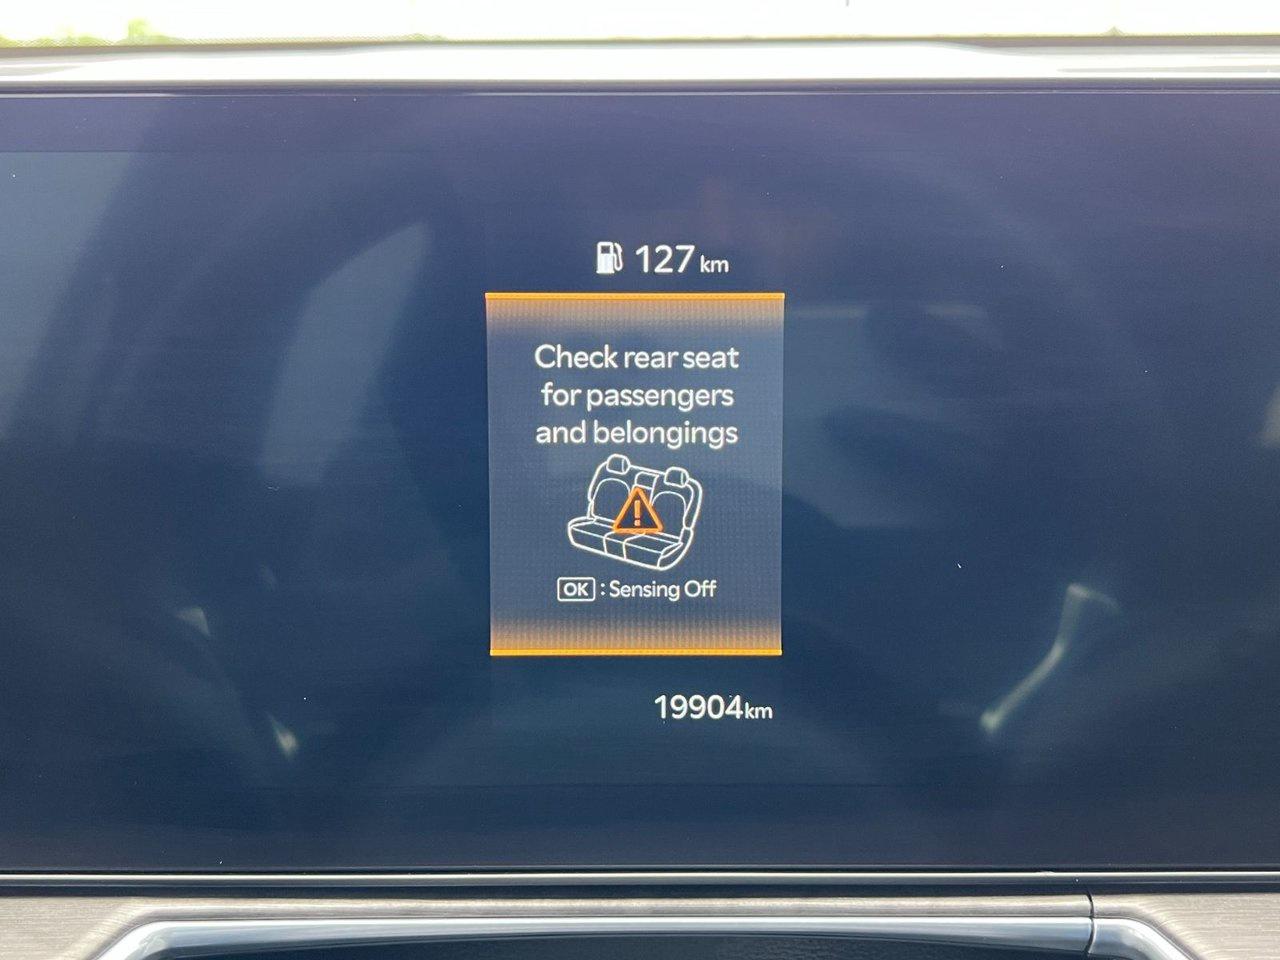 127 km
Check rear seat
for passengers
and belongings
!
OK : Sensing Off
19904km